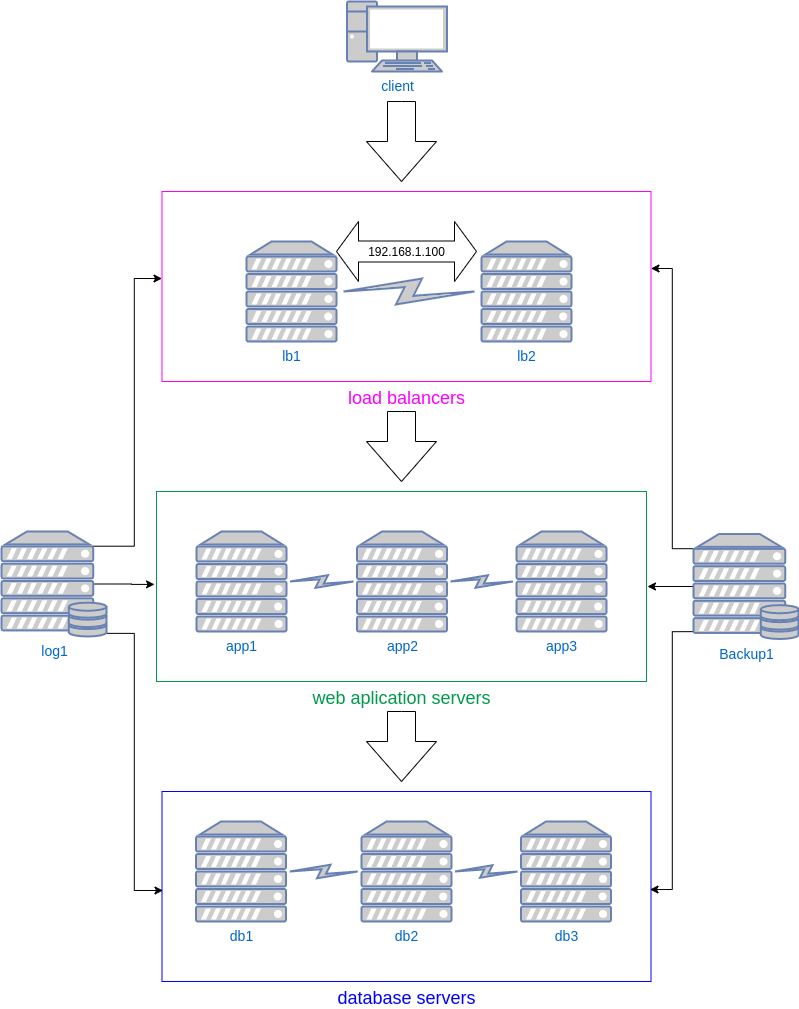 client
192.168.1.100
lb1
lb2
load balancers
app1
app2
app3
log1
Backup1
web aplication servers
db1
db2
db3
database servers